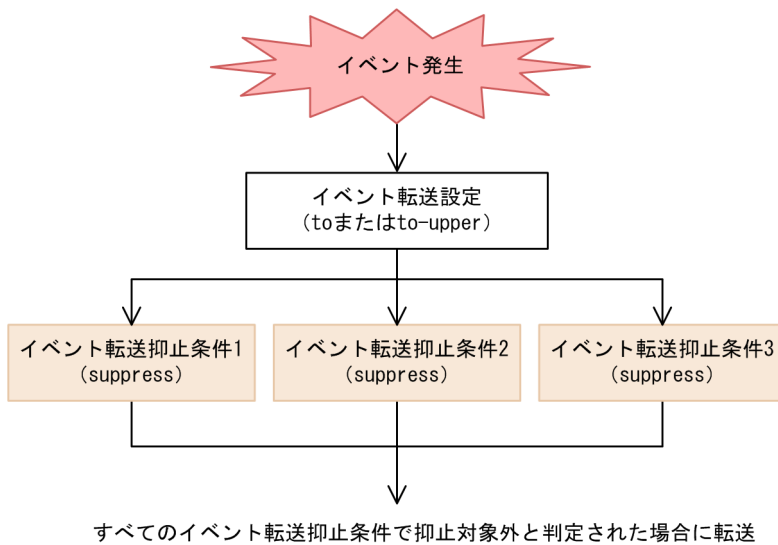 イベント発生
イベント転送設定
（toまたはto-upper）
イベント転送抑止条件1
（suppress）
イベント転送抑止条件2
（suppress）
イベント転送抑止条件3
（suppress）
すべてのイベント転送抑止条件で抑止対象外と判定された場合に転送